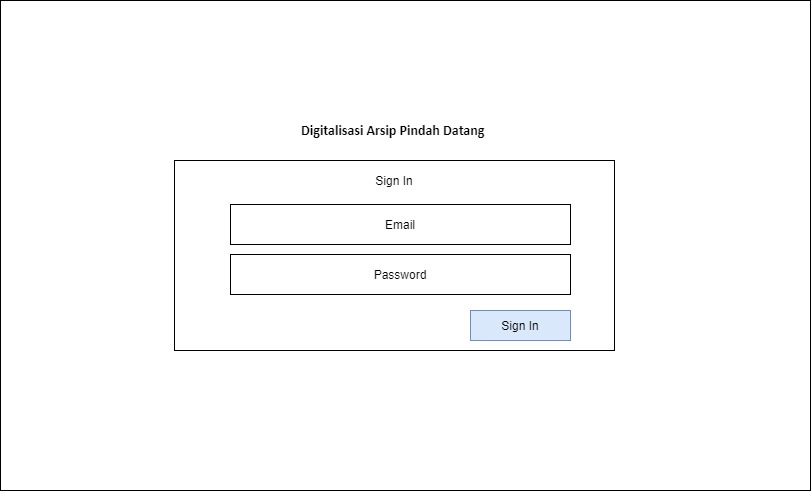 Digitalisasi Arsip Pindah Datang
Sign In
Email
Password
Sign In